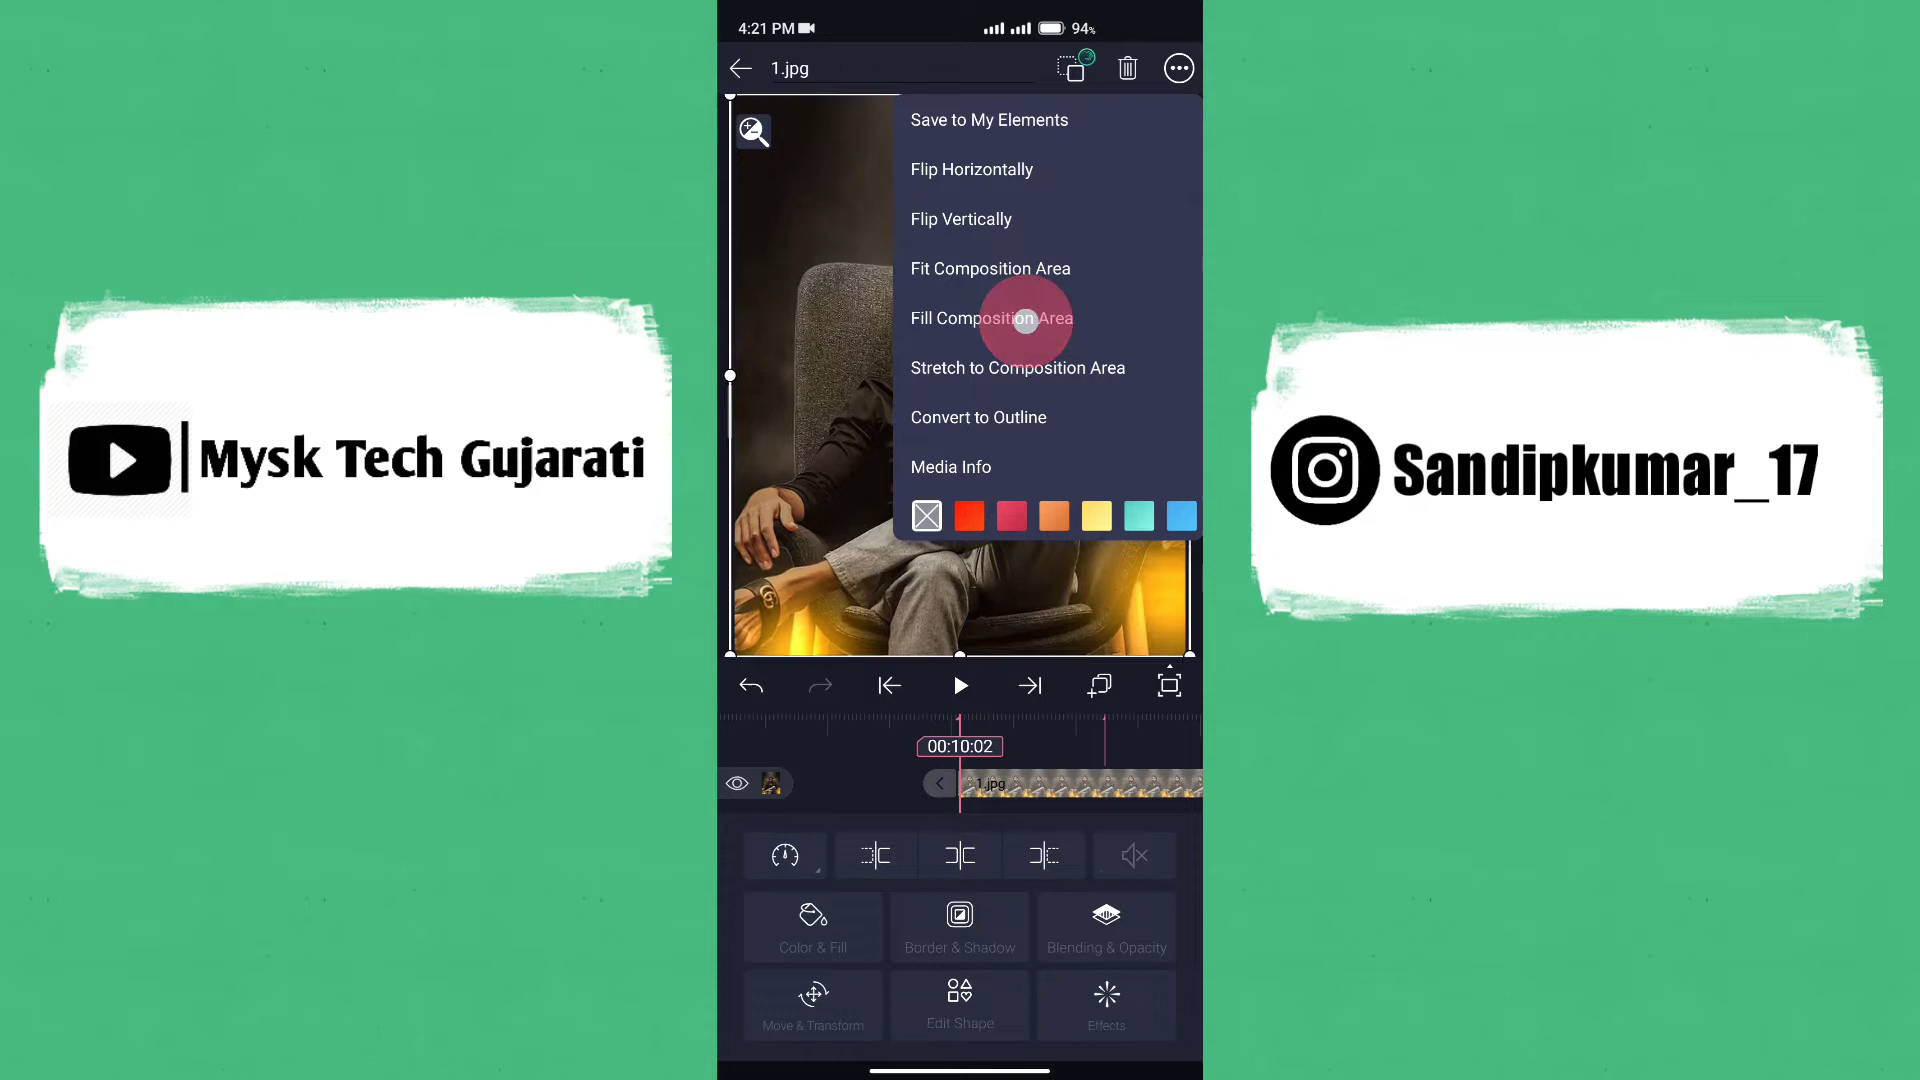 4:21 PM
94%
1.jpg
Save to My Elements
Flip Horizontally
Flip Vertically
Fit Composition Area
Fill Composition Area
Stretch to Composition Area
Convert to Outline
Media Info
Mysk Tech Gujarati
Sandipkumar_17
00:10:02
1.jpg
Color & Fill
Border & Shadow
Blending & Opacity
Move & Transform
Edit Shape
Effects